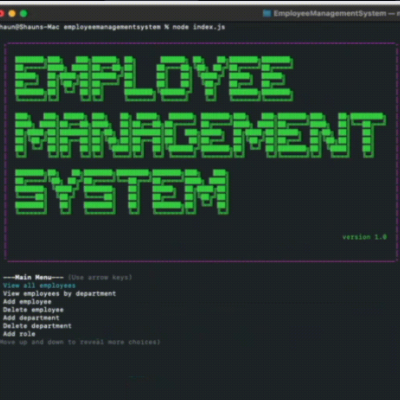 EmployeeManagementSystem —
haun@Shauns-Mac employeemanagementsystem % node index.js
EMPLOYEE
MANAGEMENT
SYSTEM
version 1.0
---Main Menu--- (Use arrow keys)
View all employees
View employees by department
Add employee
Delete employee
Add department
Delete department
Add role
(Move up and down to reveal more choices)